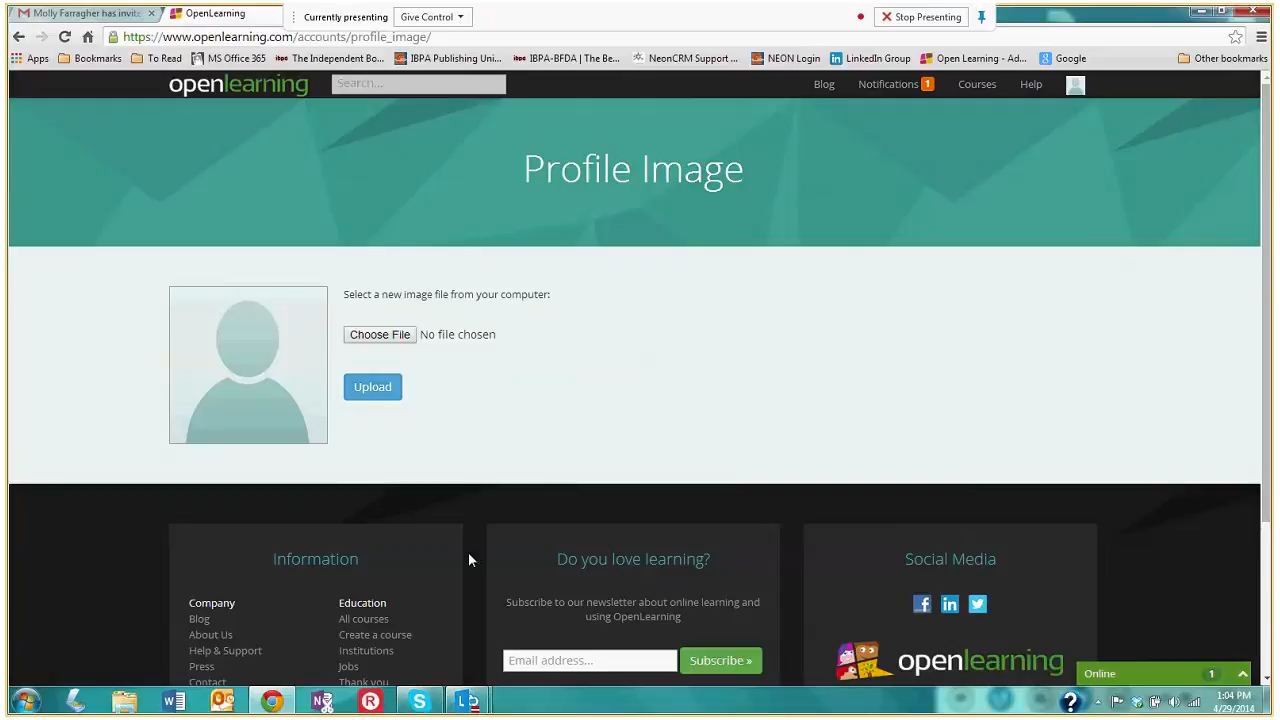 Molly Farragher has invite
OpenLearning
Currently presenting
Give Control
Stop Presenting
https://www.openlearning.com/accounts/profile_image/
Apps
Bookmarks
To Read
MS Office 365
The Independent Bo...
IBPA Publishing Uni...
IBPA-BFDA | The Be...
NeonCRM Support ...
NEON Login
LinkedIn Group
Open Learning - Ad...
Google
Other bookmarks
openlearning
Search...
Blog
Notifications 1
Courses
Help
Profile Image
Select a new image file from your computer:
Choose File No file chosen
Upload
Information
Company
Blog
About Us
Help & Support
Press
Contact
Education
All courses
Create a course
Institutions
Jobs
Thank you
Do you love learning?
Subscribe to our newsletter about online learning and
using OpenLearning
Email address...
Subscribe »
Social Media
openlearning
Online 1
1:04 PM
4/29/2014